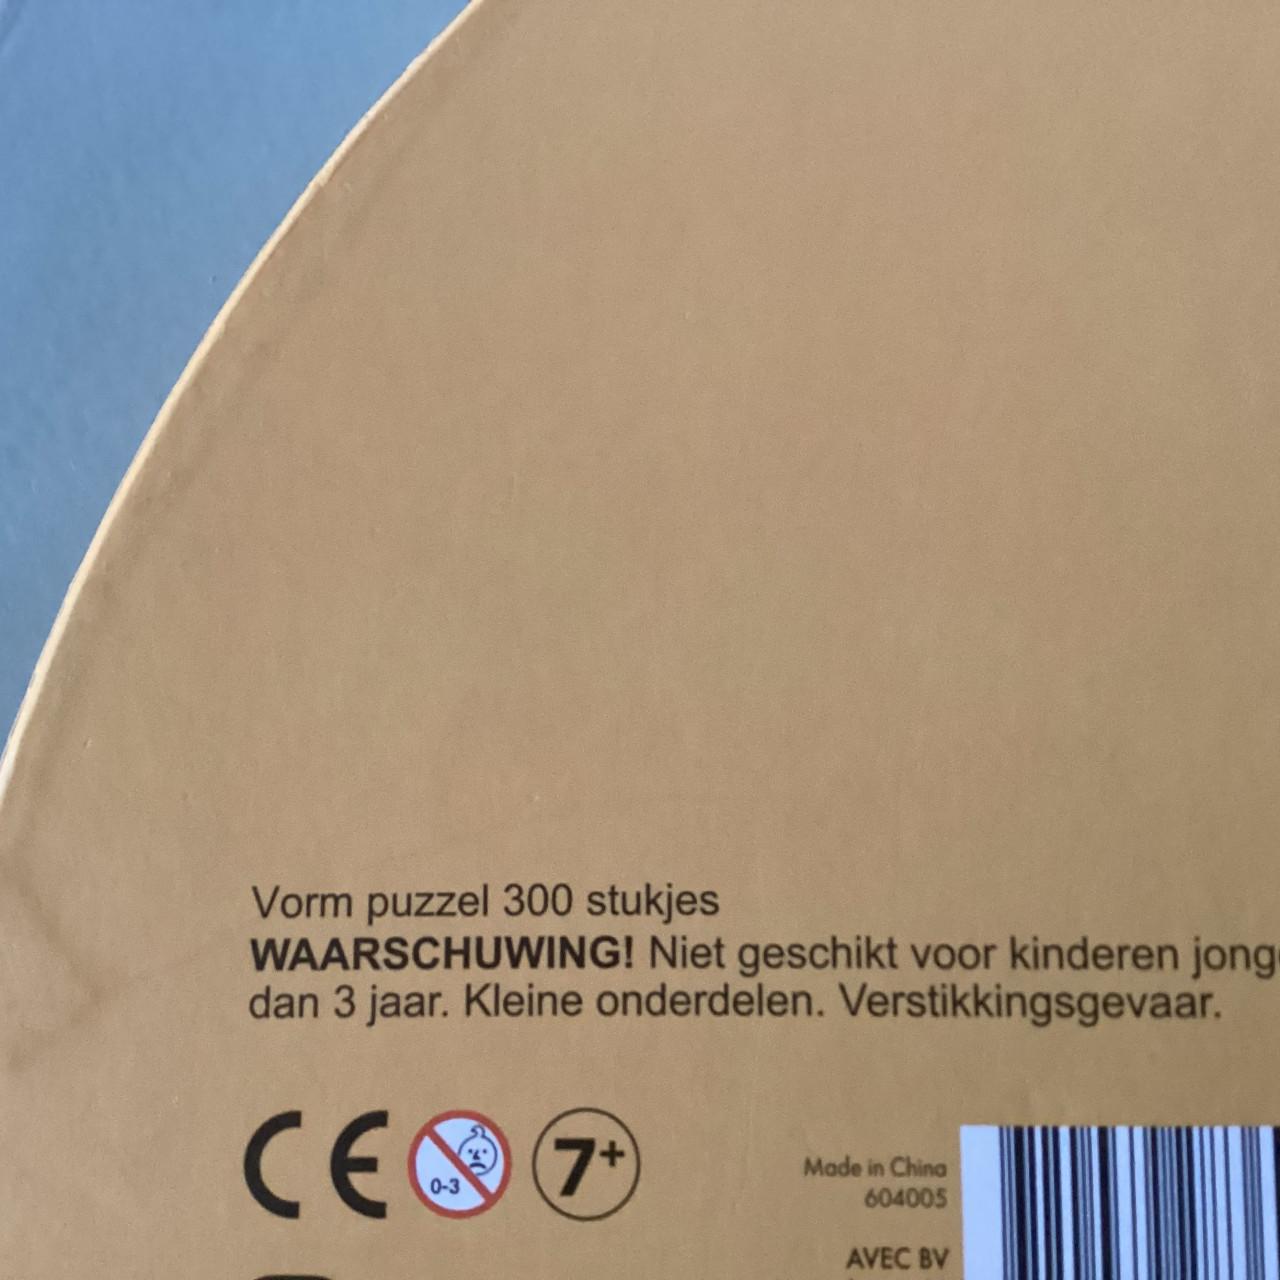 Vorm puzzel 300 stukjes
WAARSCHUWING! Niet geschikt voor kinderen jong
dan 3 jaar. Kleine onderdelen. Verstikkingsgevaar.
CE 0-3 7+
Made in China
604005
AVEC BV